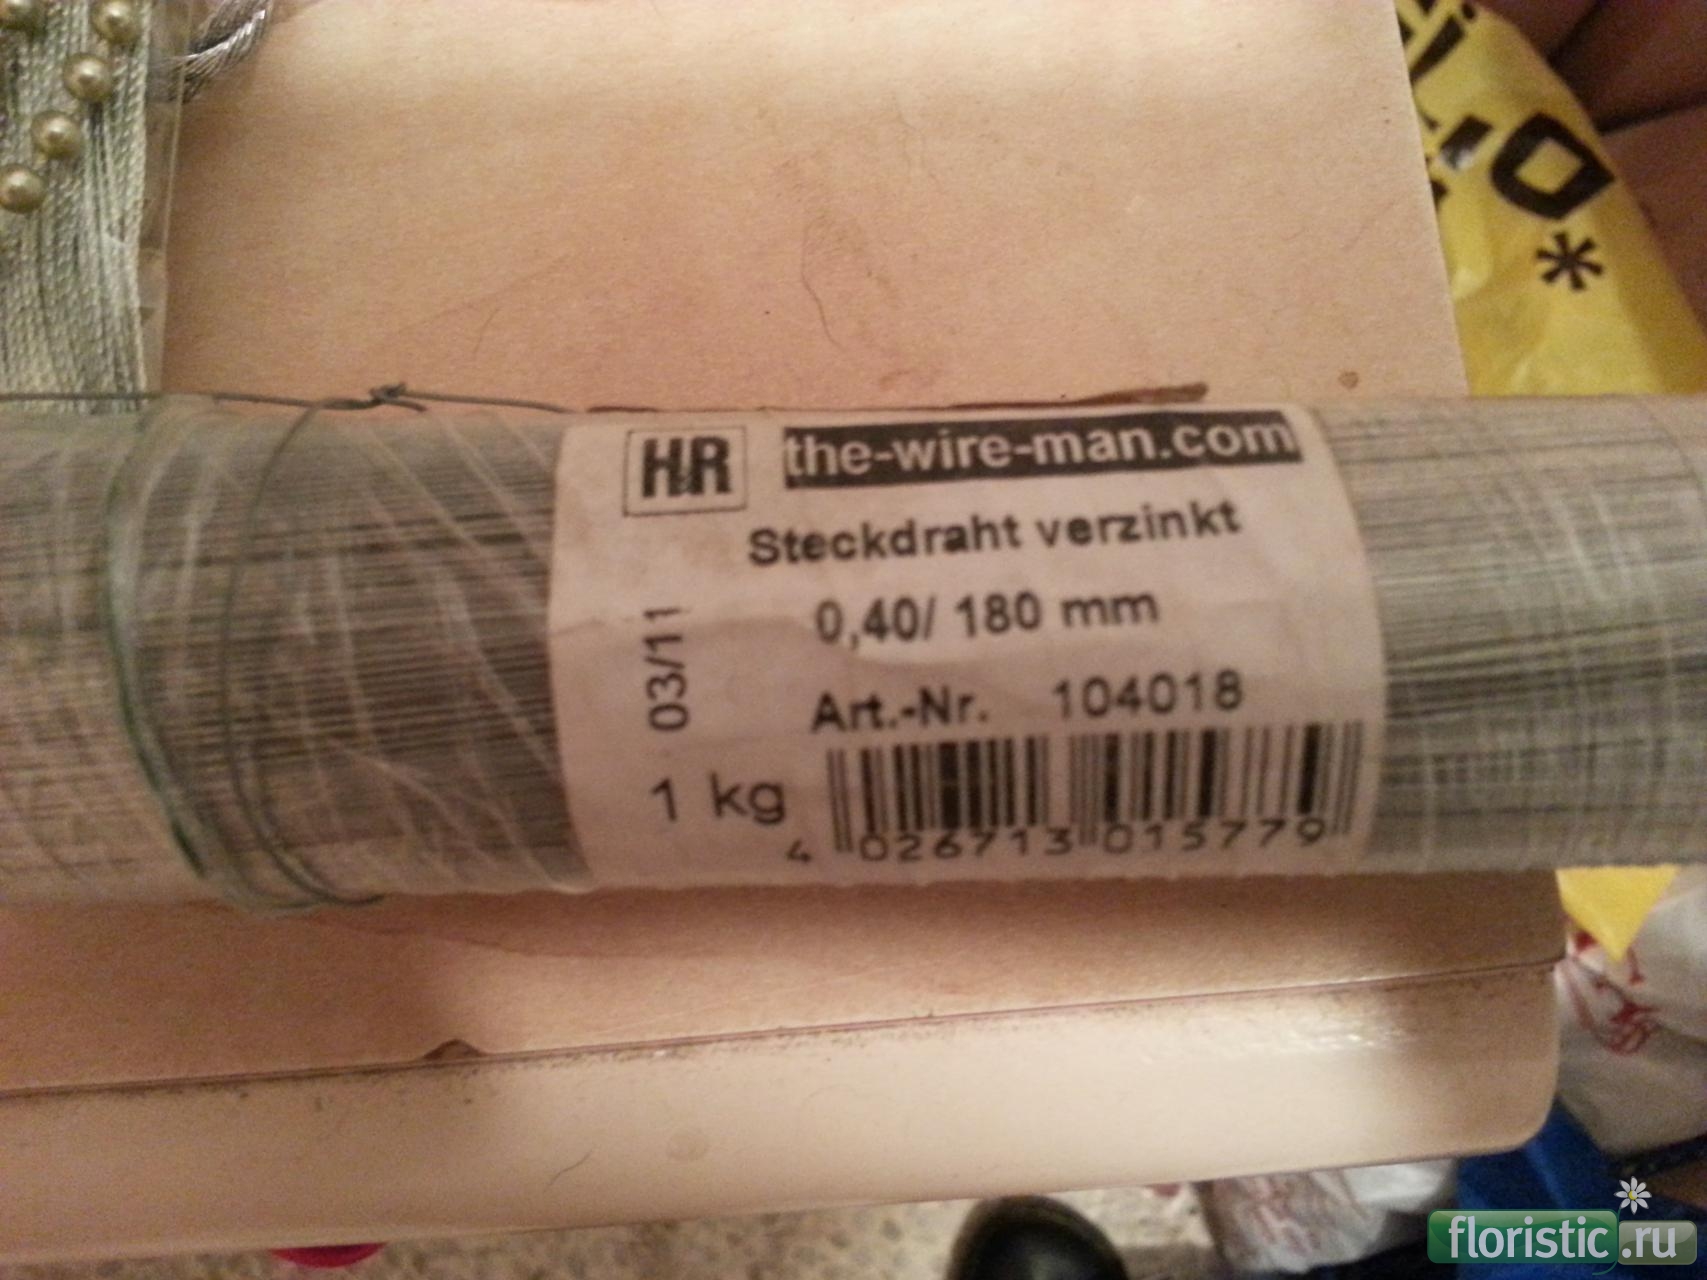 HR
the-wire-man.com
Steckdraht verzinkt
0,40/ 180 mm
03/11
Art.-Nr. 104018
1 kg
4 026713 015779
floristic.ru